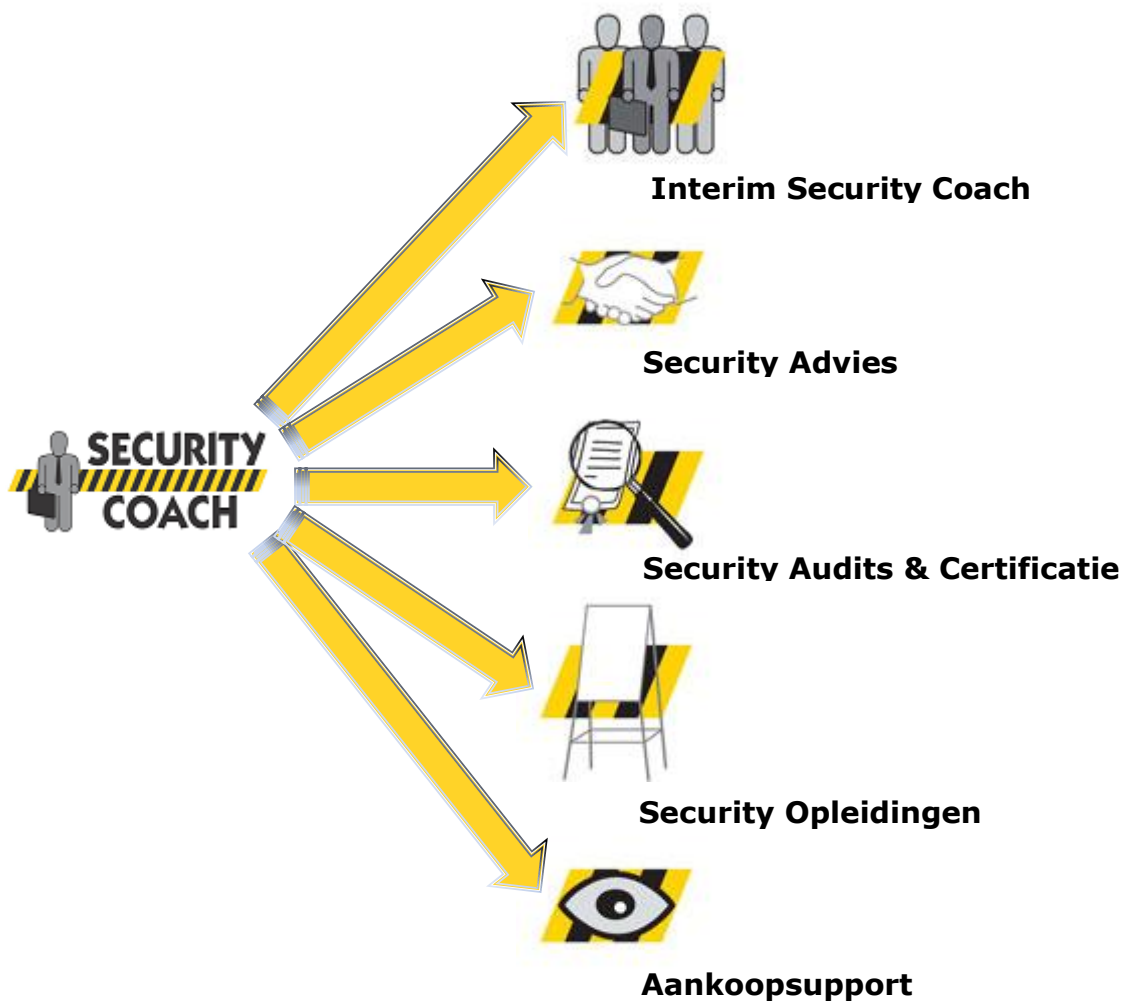 Interim Security Coach
Security Advies
SECURITY
COACH
Security Audits & Certificatie
Security Opleidingen
Aankoopsupport